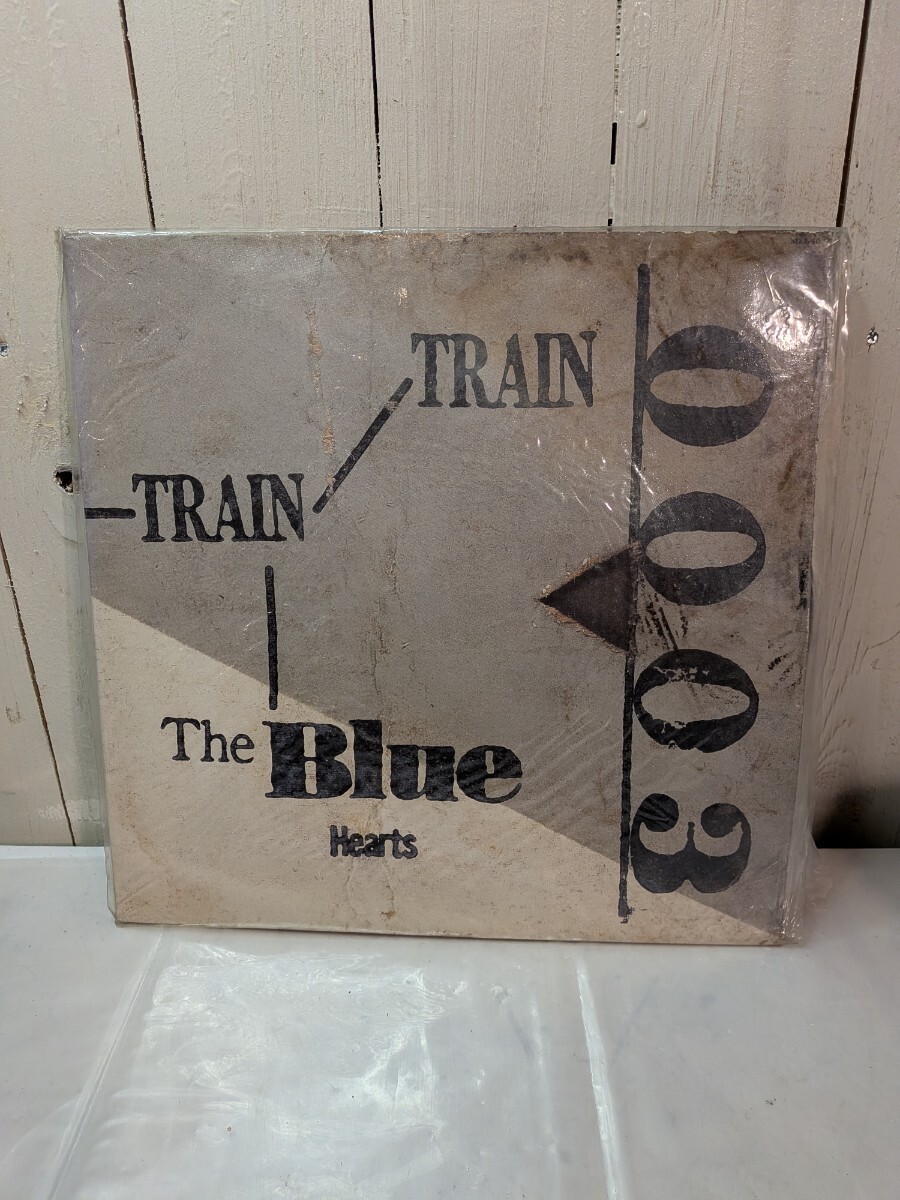 TRAIN
TRAIN
The Blue
Hearts
0003